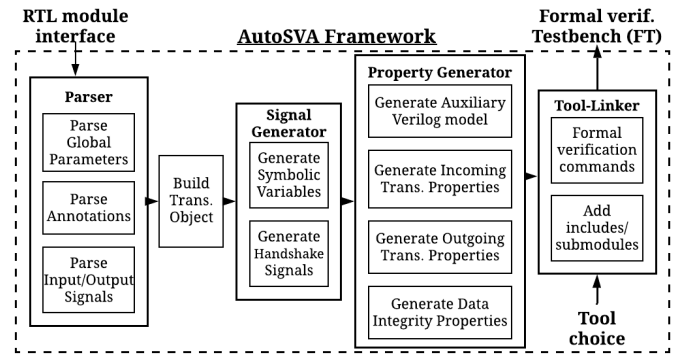 RTL module
interface
AutoSVA Framework
Formal verif.
Testbench (FT)
Parser
Parse
Global
Parameters
Parse
Annotations
Parse
Input/Output
Signals
Build
Trans.
Object
Signal
Generator
Generate
Symbolic
Variables
Generate
Handshake
Signals
Property Generator
Generate Auxiliary
Verilog model
Generate Incoming
Trans. Properties
Generate Outgoing
Trans. Properties
Generate Data
Integrity Properties
Tool-Linker
Formal
verification
commands
Add
includes/
submodules
Tool
choice